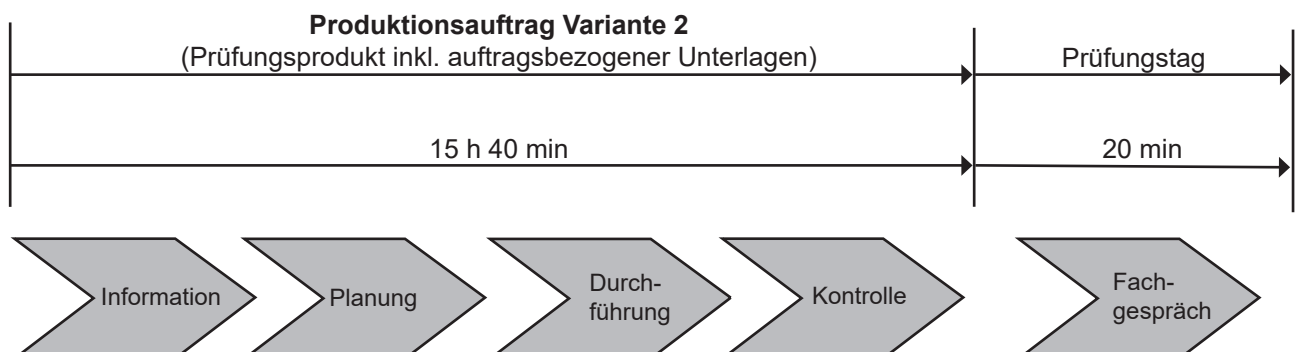 Produktionsauftrag Variante 2
(Prüfungsprodukt inkl. auftragsbezogener Unterlagen)
Prüfungstag
15 h 40 min
20 min
Information
Planung
Durch-
führung
Kontrolle
Fach-
gespräch